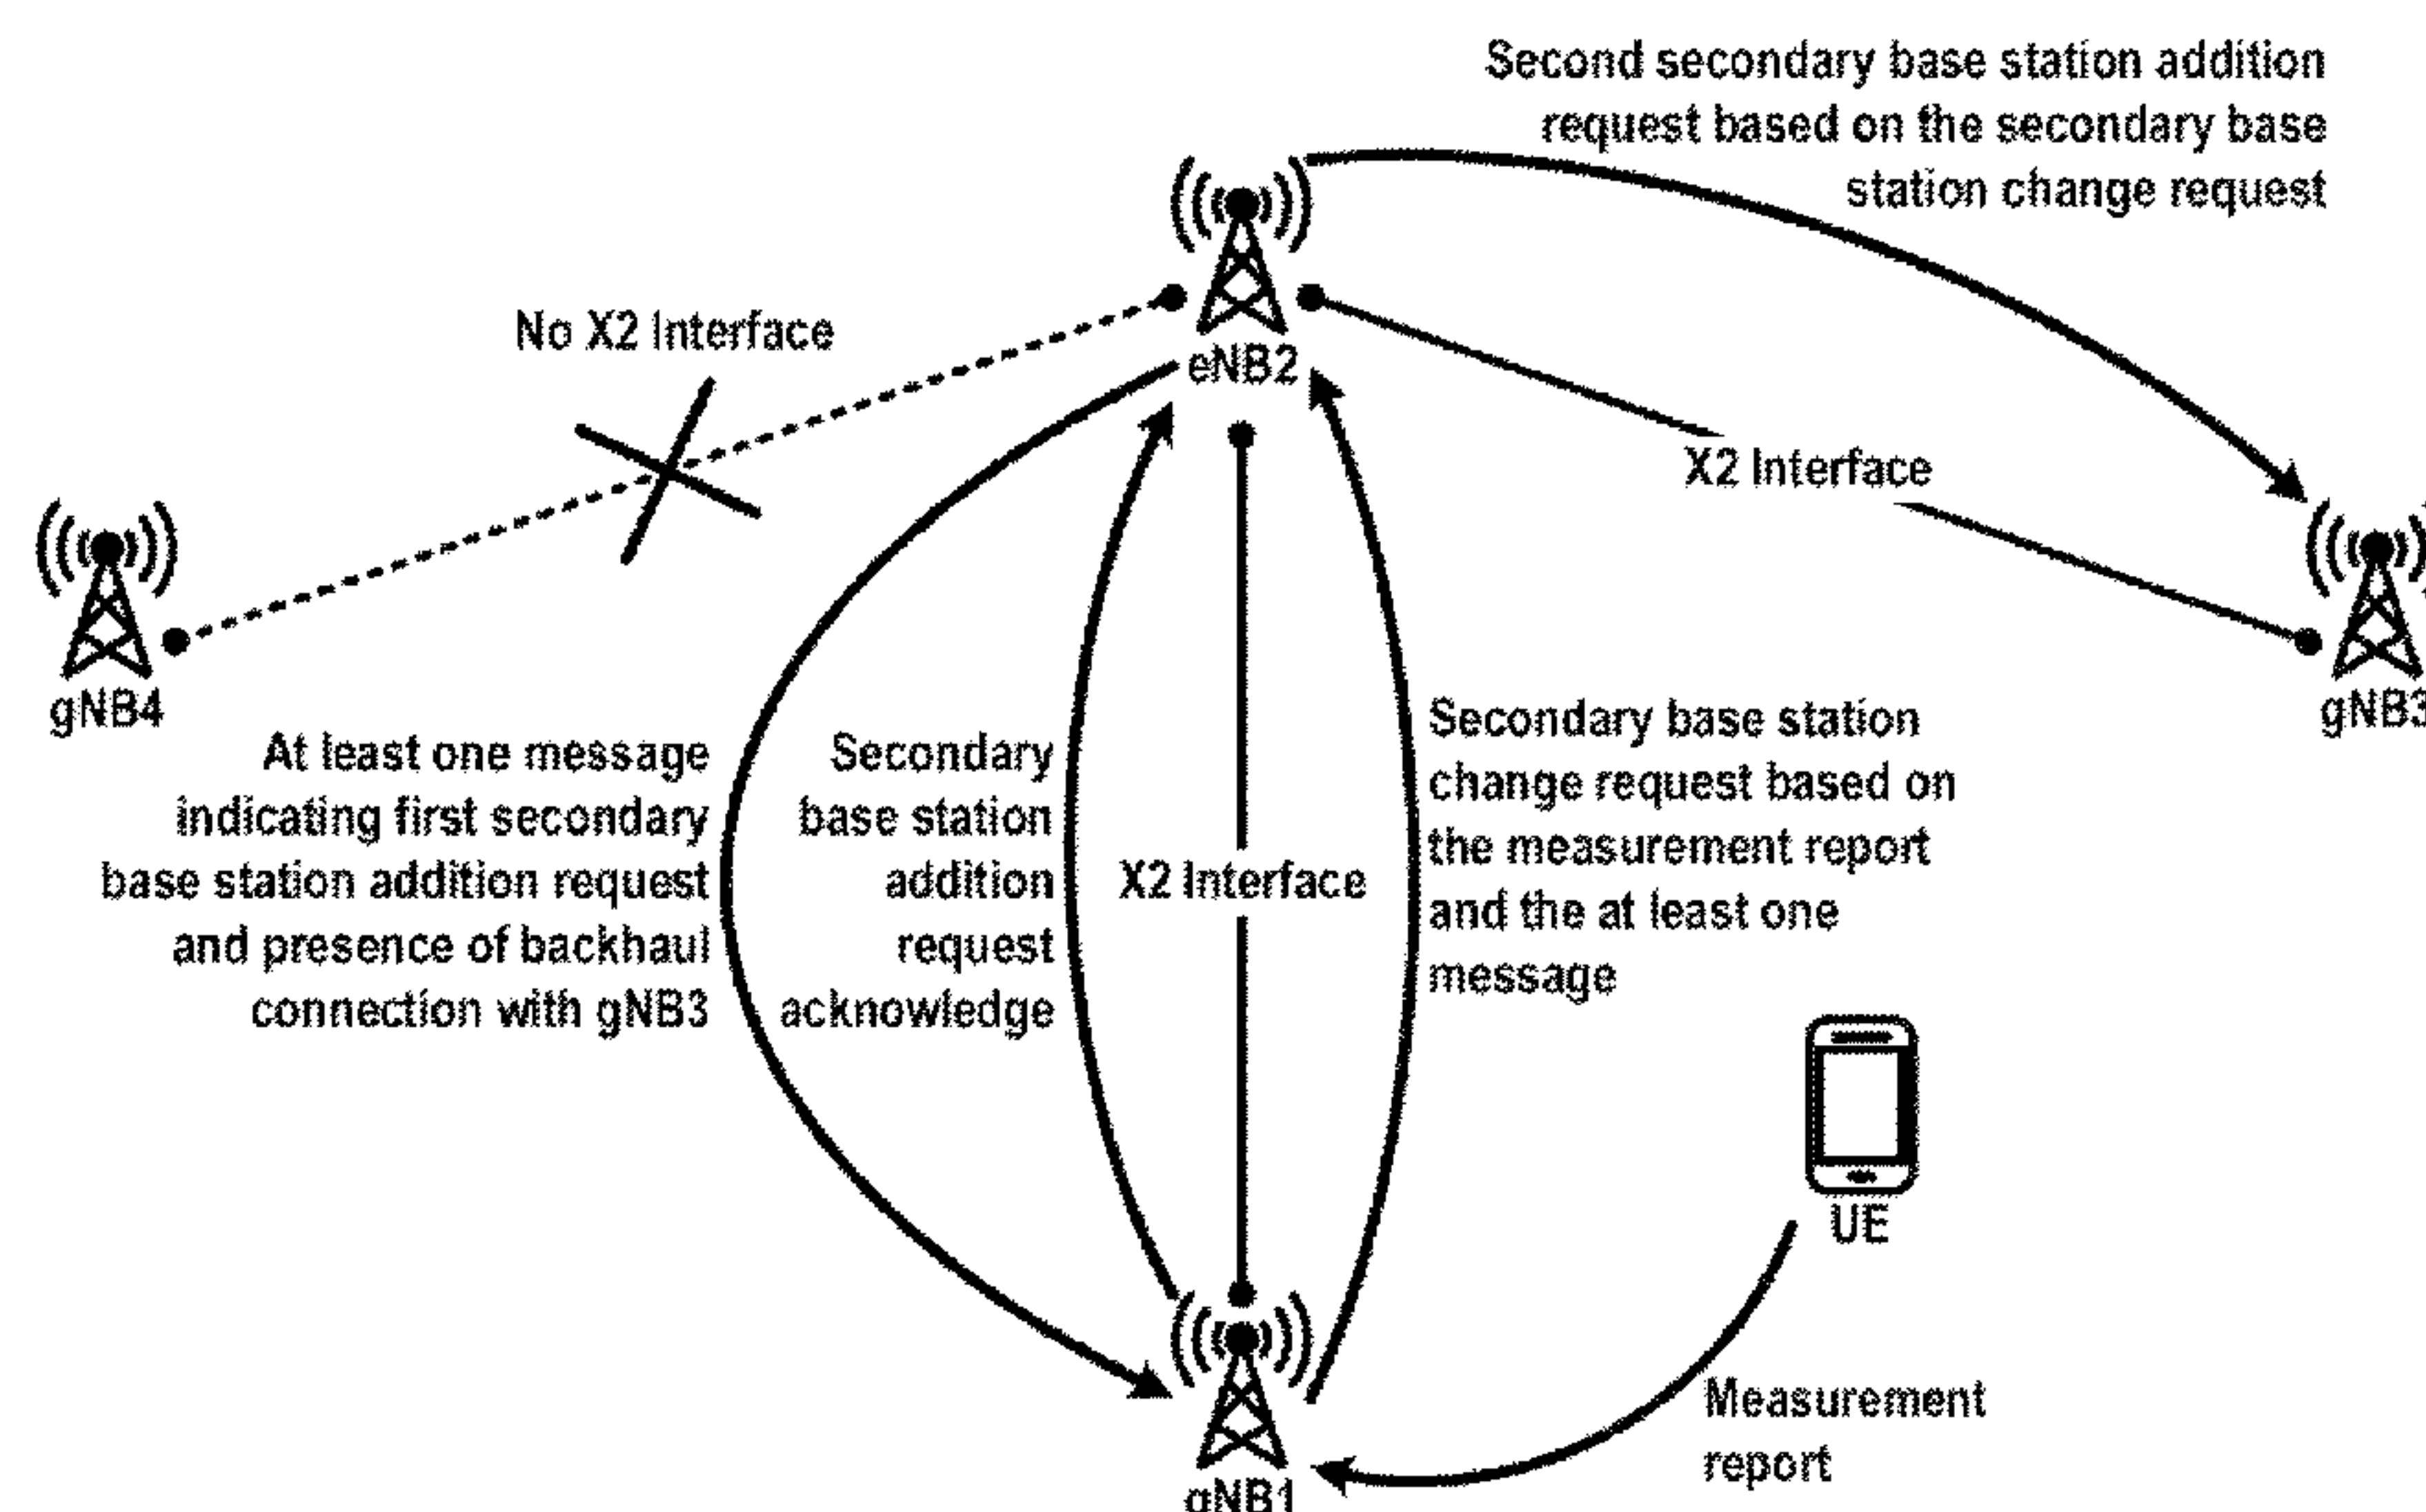 Second secondary base station addition
request based on the secondary base
station change request
No X2 Interface
eNB2
X2 Interface
gNB4
gNB3
At least one message
indicating first secondary
base station addition request
and presence of backhaul
connection with gNB3
Secondary
base station
addition
request
acknowledge
X2 Interface
Secondary base station
change request based on
the measurement report
and the at least one
message
UE
Measurement
report
gNB1